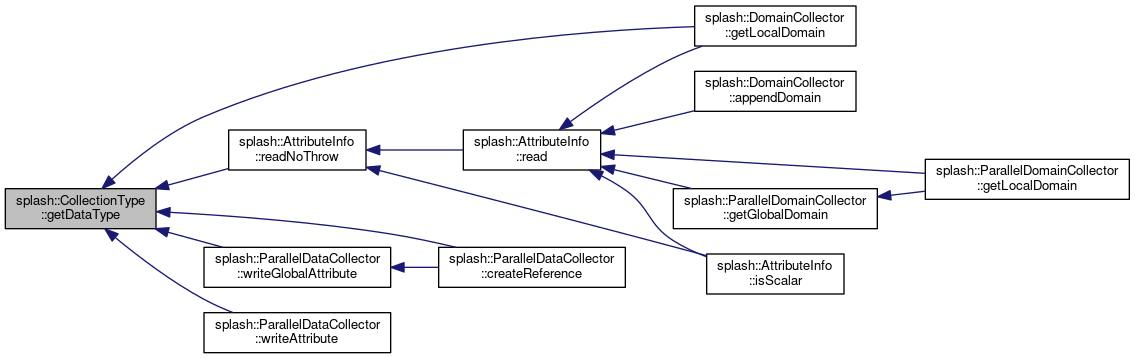 splash::DomainCollector
::getLocalDomain
splash::DomainCollector
::appendDomain
splash::AttributeInfo
::readNoThrow
splash::AttributeInfo
::read
splash::ParallelDomainCollector
::getLocalDomain
splash::CollectionType
::getDataType
splash::ParallelDomainCollector
::getGlobalDomain
splash::ParallelDataCollector
::writeGlobalAttribute
splash::ParallelDataCollector
::createReference
splash::AttributeInfo
::isScalar
splash::ParallelDataCollector
::writeAttribute